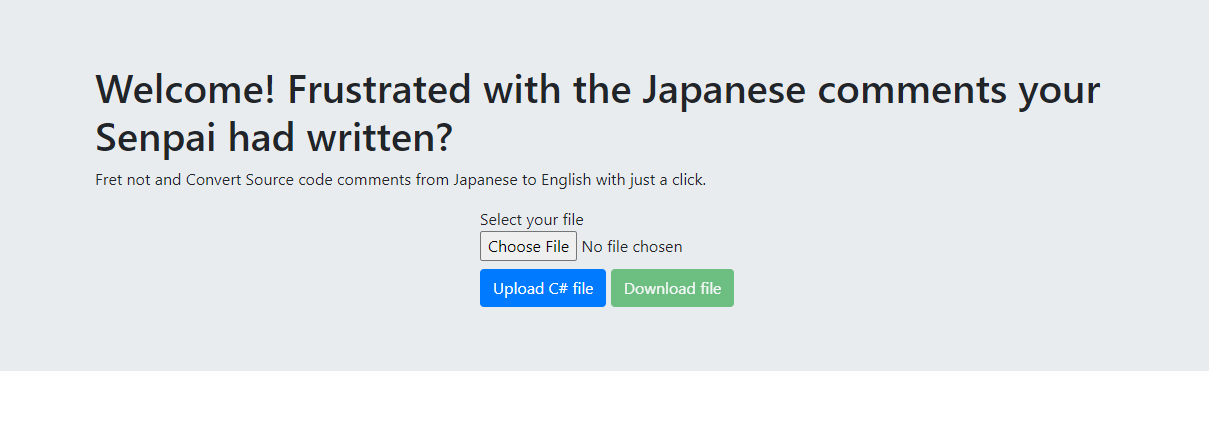 Welcome! Frustrated with the Japanese comments your
Senpai had written?
Fret not and Convert Source code comments from Japanese to English with just a click.
Select your file
Choose File No file chosen
Upload C# file Download file